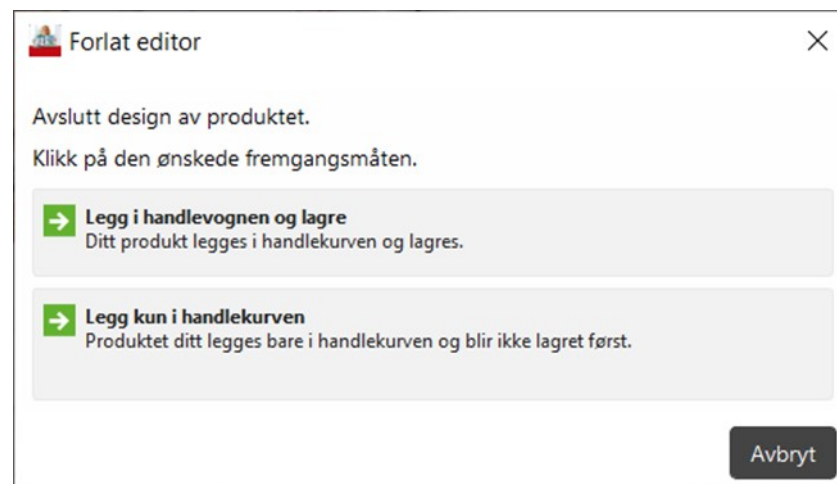 Forlat editor
Avslutt design av produktet.
Klikk på den ønskede fremgangsmåten.
Legg i handlevognen og lagre
Ditt produkt legges i handlekurven og lagres.
Legg kun i handlekurven
Produktet ditt legges bare i handlekurven og blir ikke lagret først.
Avbryt